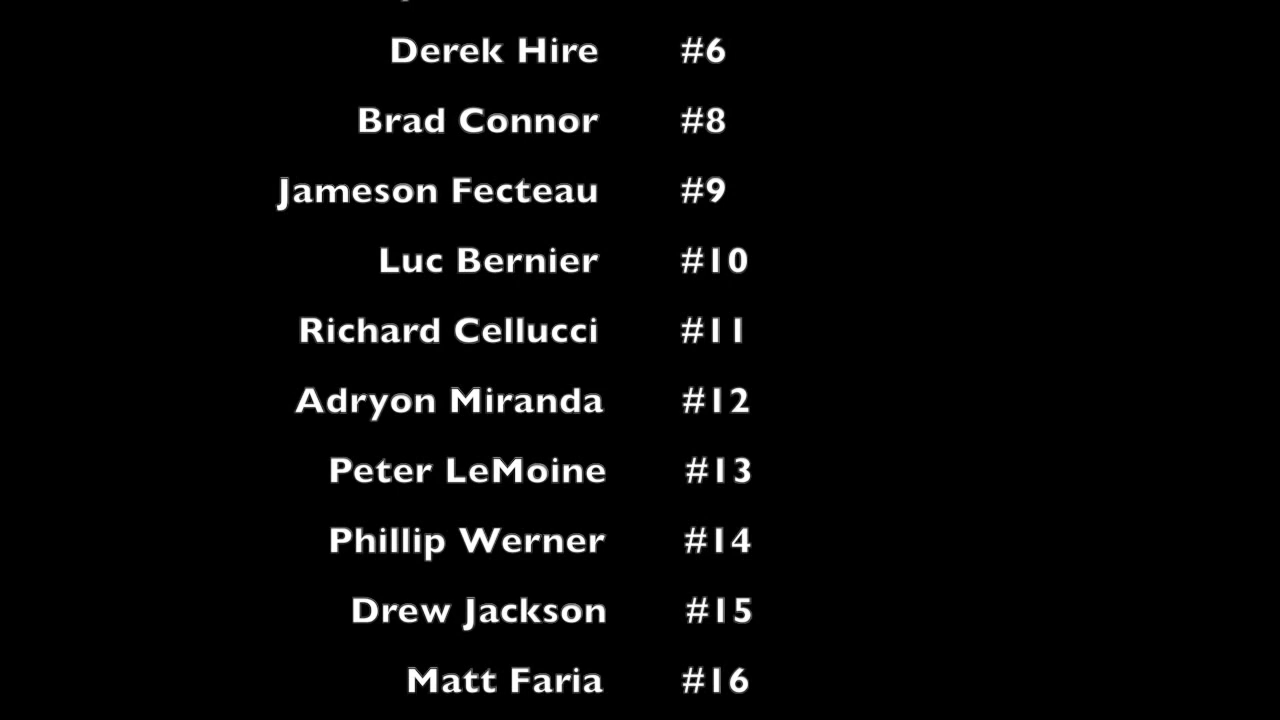 Derek Hire #6
Brad Connor #8
Jameson Fecteau #9
Luc Bernier #10
Richard Cellucci #11
Adryon Miranda #12
Peter LeMoine #13
Phillip Werner #14
Drew Jackson #15
Matt Faria #16